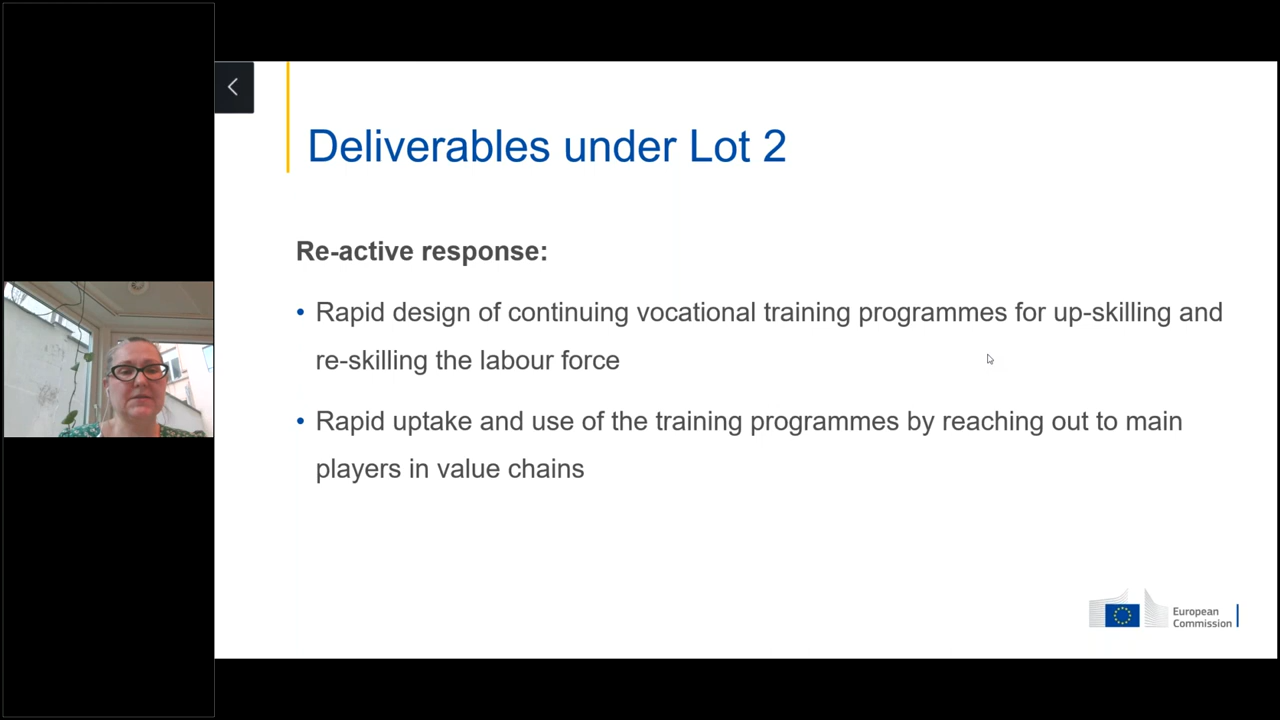 Deliverables under Lot 2
Re-active response:
• Rapid design of continuing vocational training programmes for up-skilling and
re-skilling the labour force
• Rapid uptake and use of the training programmes by reaching out to main
players in value chains
European
Commission